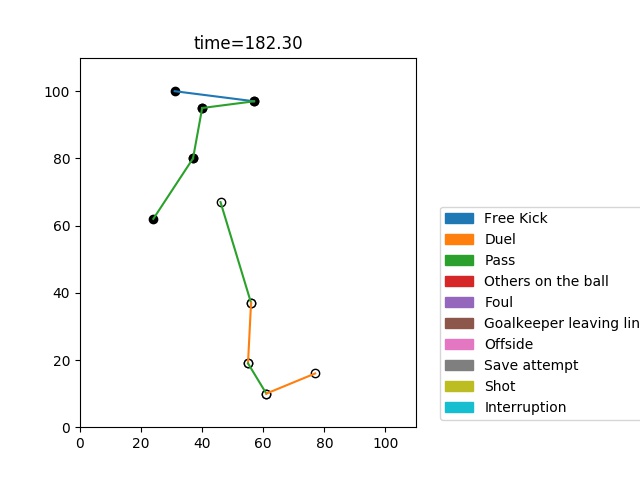 time=182.30
100
80
60
40
20
0
0 20 40 60 80 100
Free Kick
Duel
Pass
Others on the ball
Foul
Goalkeeper leaving lin
Offside
Save attempt
Shot
Interruption